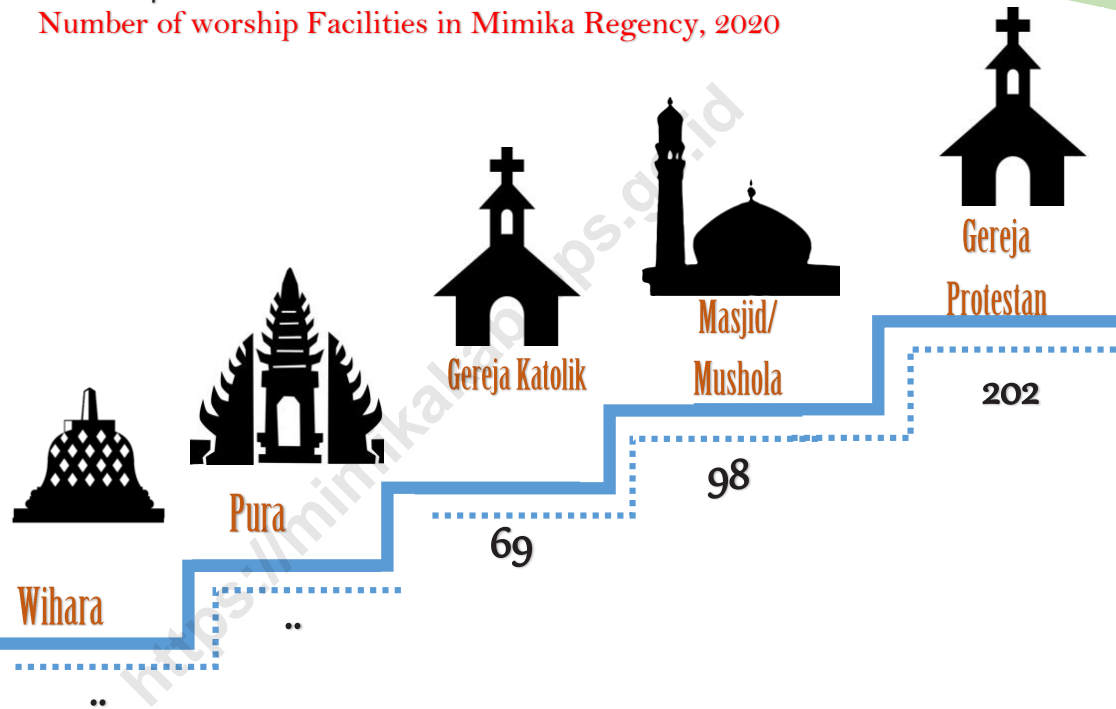 Number of worship Facilities in Mimika Regency, 2020
Gereja
Protestan
202
Masjid/
Mushola
98
Gereja Katolik
69
Pura
..
Wihara
..
https://mimikakab.bps.go.id